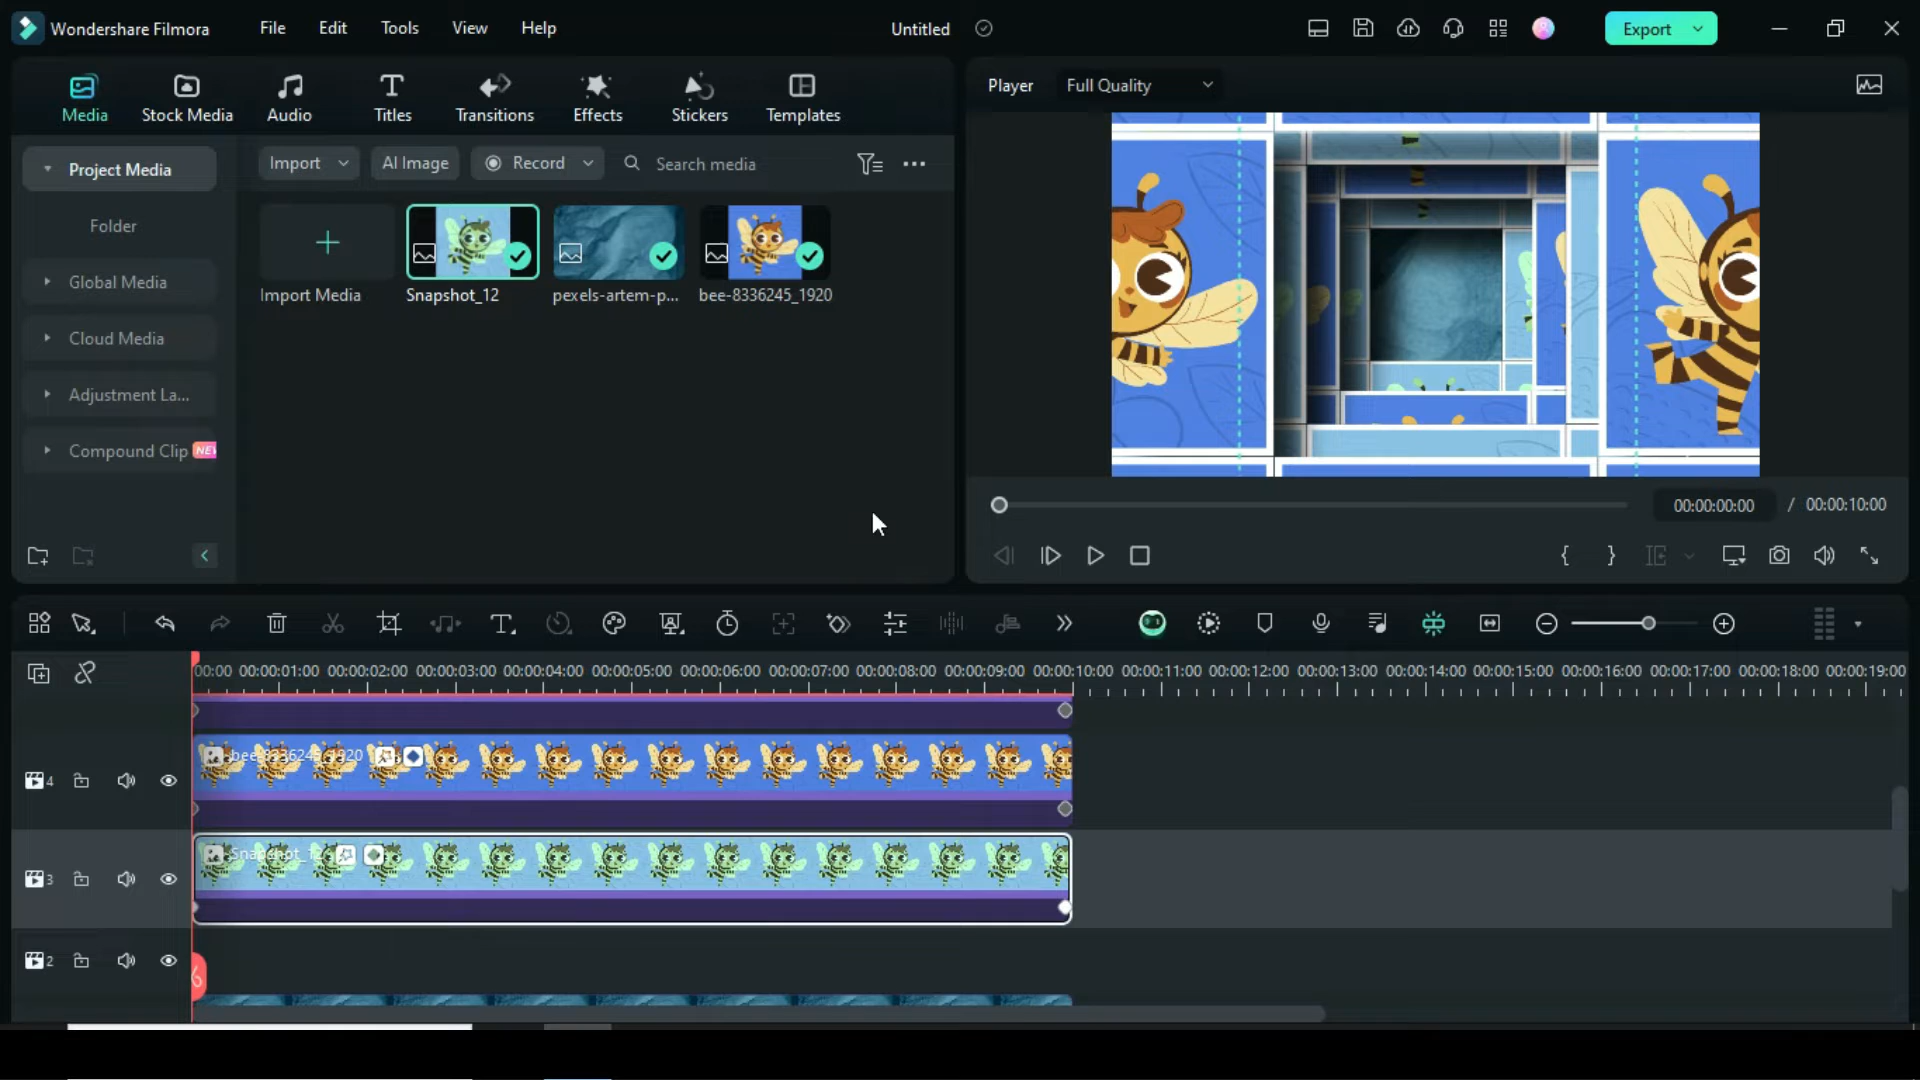 Wondershare Filmora
File
Edit
Tools
View
Help
Untitled
Export
Media
Stock Media
Audio
Titles
Transitions
Effects
Stickers
Templates
Player
Full Quality
Project Media
Import
AI Image
Record
Search media
Folder
Global Media
Cloud Media
Adjustment La...
Compound Clip
Import Media
Snapshot_12
pexels-artem-p...
bee-8336245_1920
00:00:00:00 / 00:00:10:00
00:00 00:00:01:00 00:00:02:00 00:00:03:00 00:00:04:00 00:00:05:00 00:00:06:00 00:00:07:00 00:00:08:00 00:00:09:00 00:00:10:00 00:00:11:00 00:00:12:00 00:00:13:00 00:00:14:00 00:00:15:00 00:00:16:00 00:00:17:00 00:00:18:00 00:00:19:00
bee-8336245_1920
4
Snapshot_12
3
2